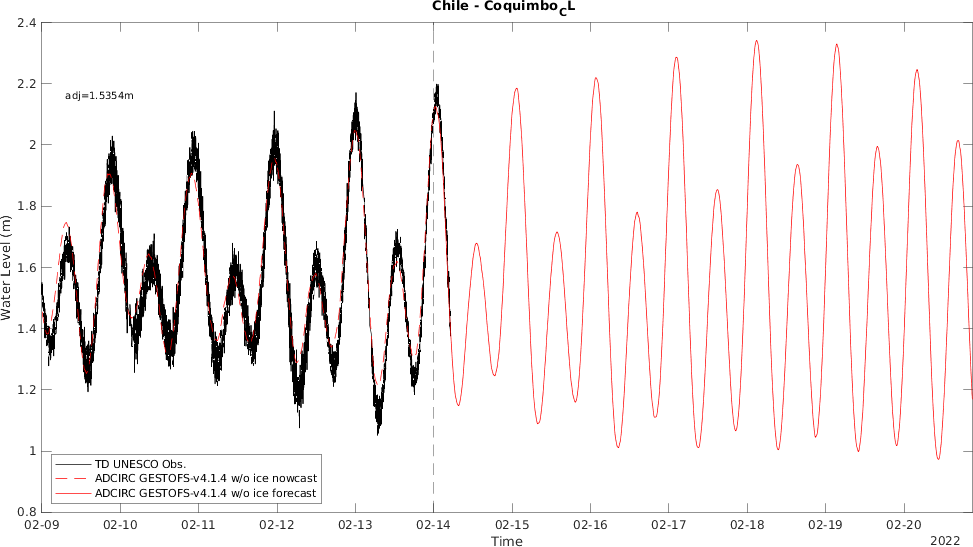 Chile - Coquimbo_CL
2.4
adj=1.5354m
2.2
2
1.8
1.6
1.4
1.2
1
0.8
Water Level (m)
TD UNESCO Obs.
ADCIRC GESTOFS-v4.1.4 w/o ice nowcast
ADCIRC GESTOFS-v4.1.4 w/o ice forecast
02-09 02-10 02-11 02-12 02-13 02-14 02-15 02-16 02-17 02-18 02-19 02-20
Time
2022